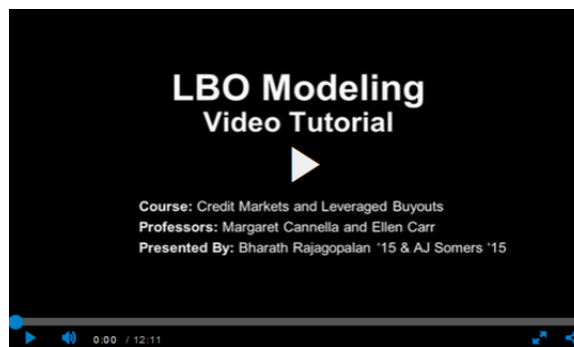 LBO Modeling
Video Tutorial
Course: Credit Markets and Leveraged Buyouts
Professors: Margaret Cannella and Ellen Carr
Presented By: Bharath Rajagopalan '15 & AJ Somers '15
0:00 / 12:11